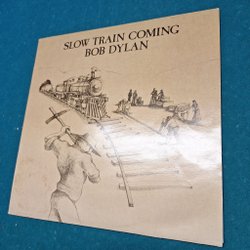 SLOW TRAIN COMING
BOB DYLAN